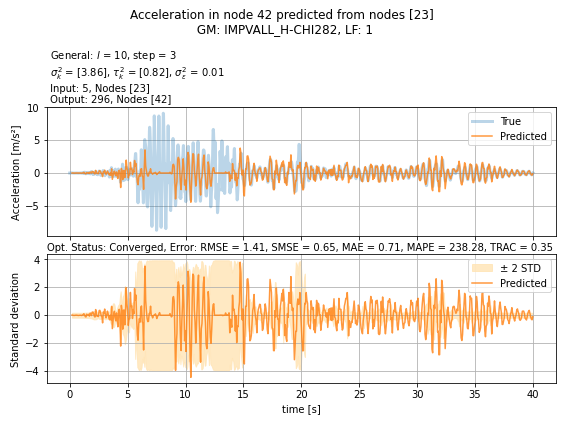 Acceleration in node 42 predicted from nodes [23]
GM: IMPVALL_H-CHI282, LF: 1
General: l = 10, step = 3
σ²ₖ = [3.86], τ²ₖ = [0.82], σ²ε = 0.01
Input: 5, Nodes [23]
Output: 296, Nodes [42]
10
5
0
−5
Acceleration [m/s²]
True
Predicted
Opt. Status: Converged, Error: RMSE = 1.41, SMSE = 0.65, MAE = 0.71, MAPE = 238.28, TRAC = 0.35
4
2
0
−2
−4
Standard deviation
± 2 STD
Predicted
0 5 10 15 20 25 30 35 40
time [s]